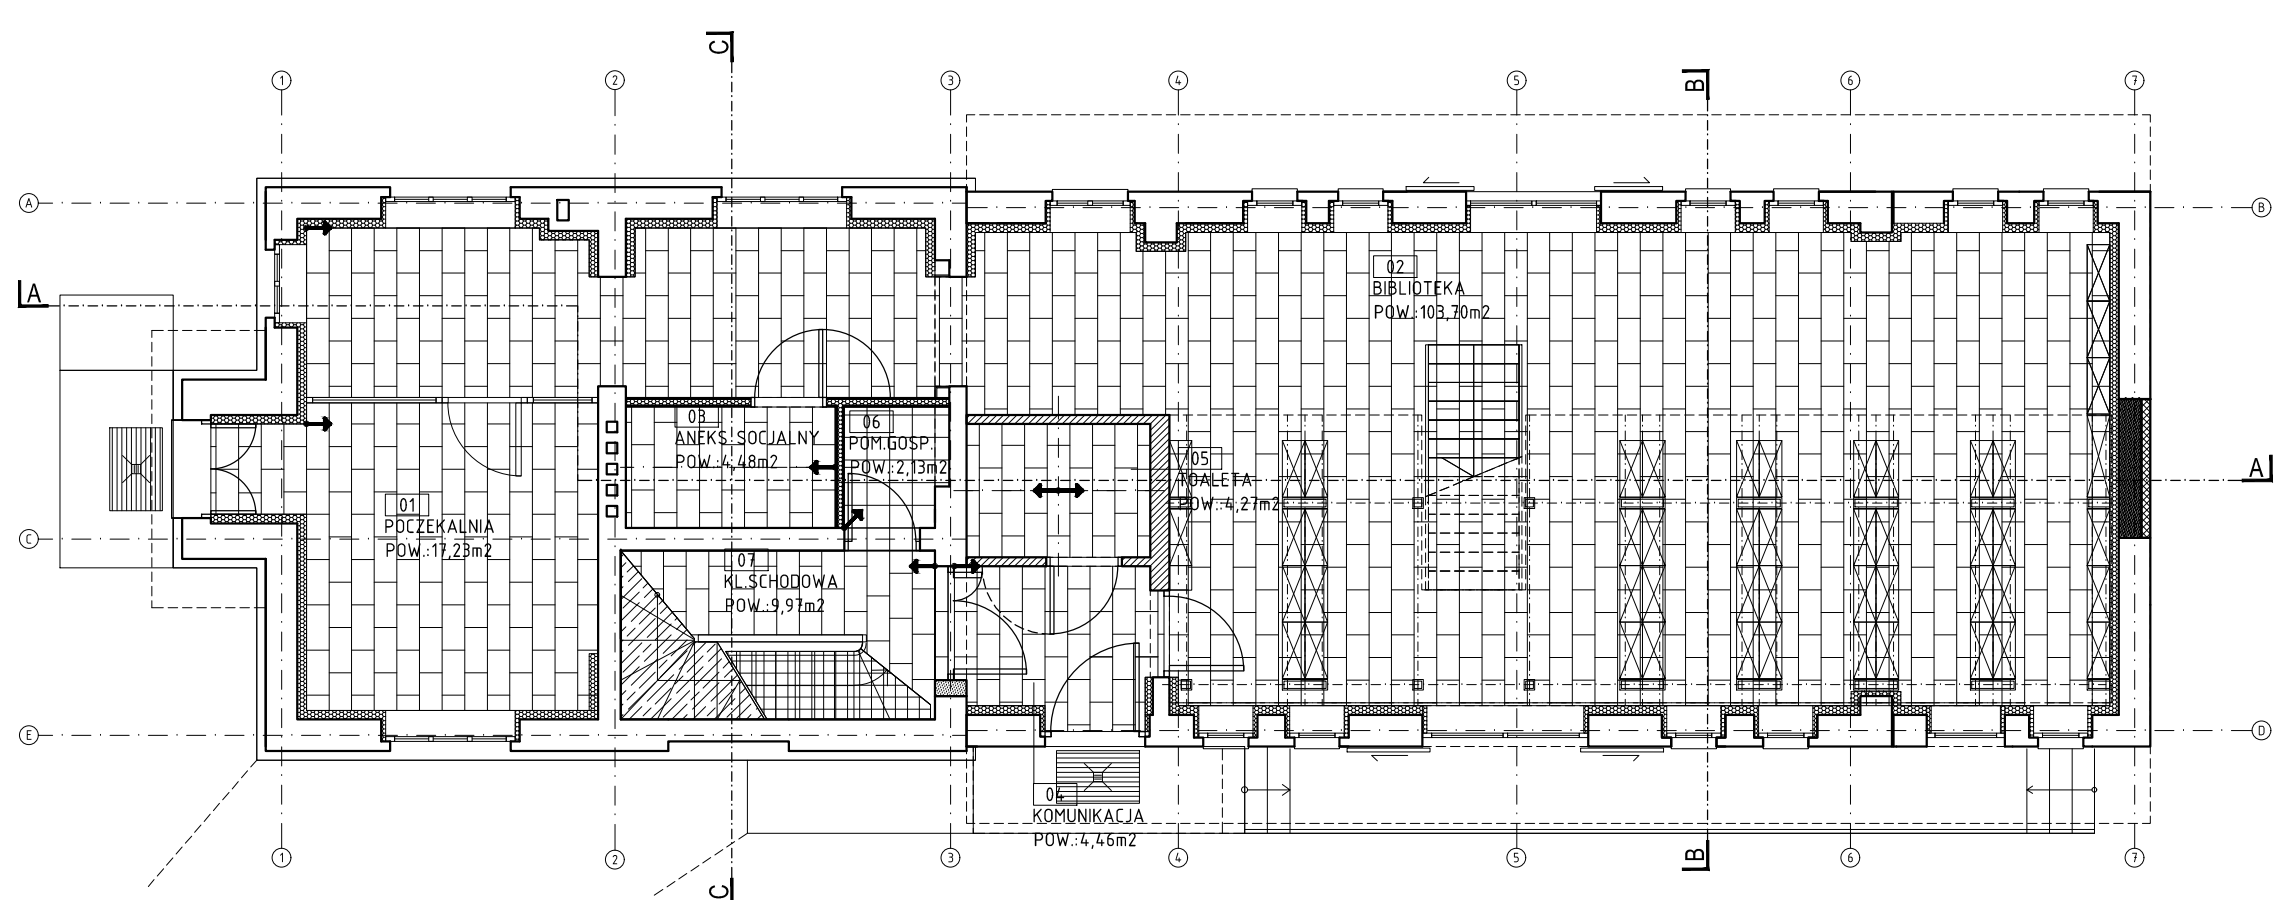 C
B
1
2
3
4
5
6
7
A
B
A
02
BIBLIOTEKA
POW.:103,70m2
03
ANEKS SOCJALNY
POW.:4,48m2
06
POM.GOSP.
POW.:2,13m2
05
TOALETA
POW.:4,27m2
A
01
POCZEKALNIA
POW.:17,23m2
C
07
KL.SCHODOWA
POW.:9,97m2
E
D
04
KOMUNIKACJA
POW.:4,46m2
1
2
3
4
5
6
7
B
C